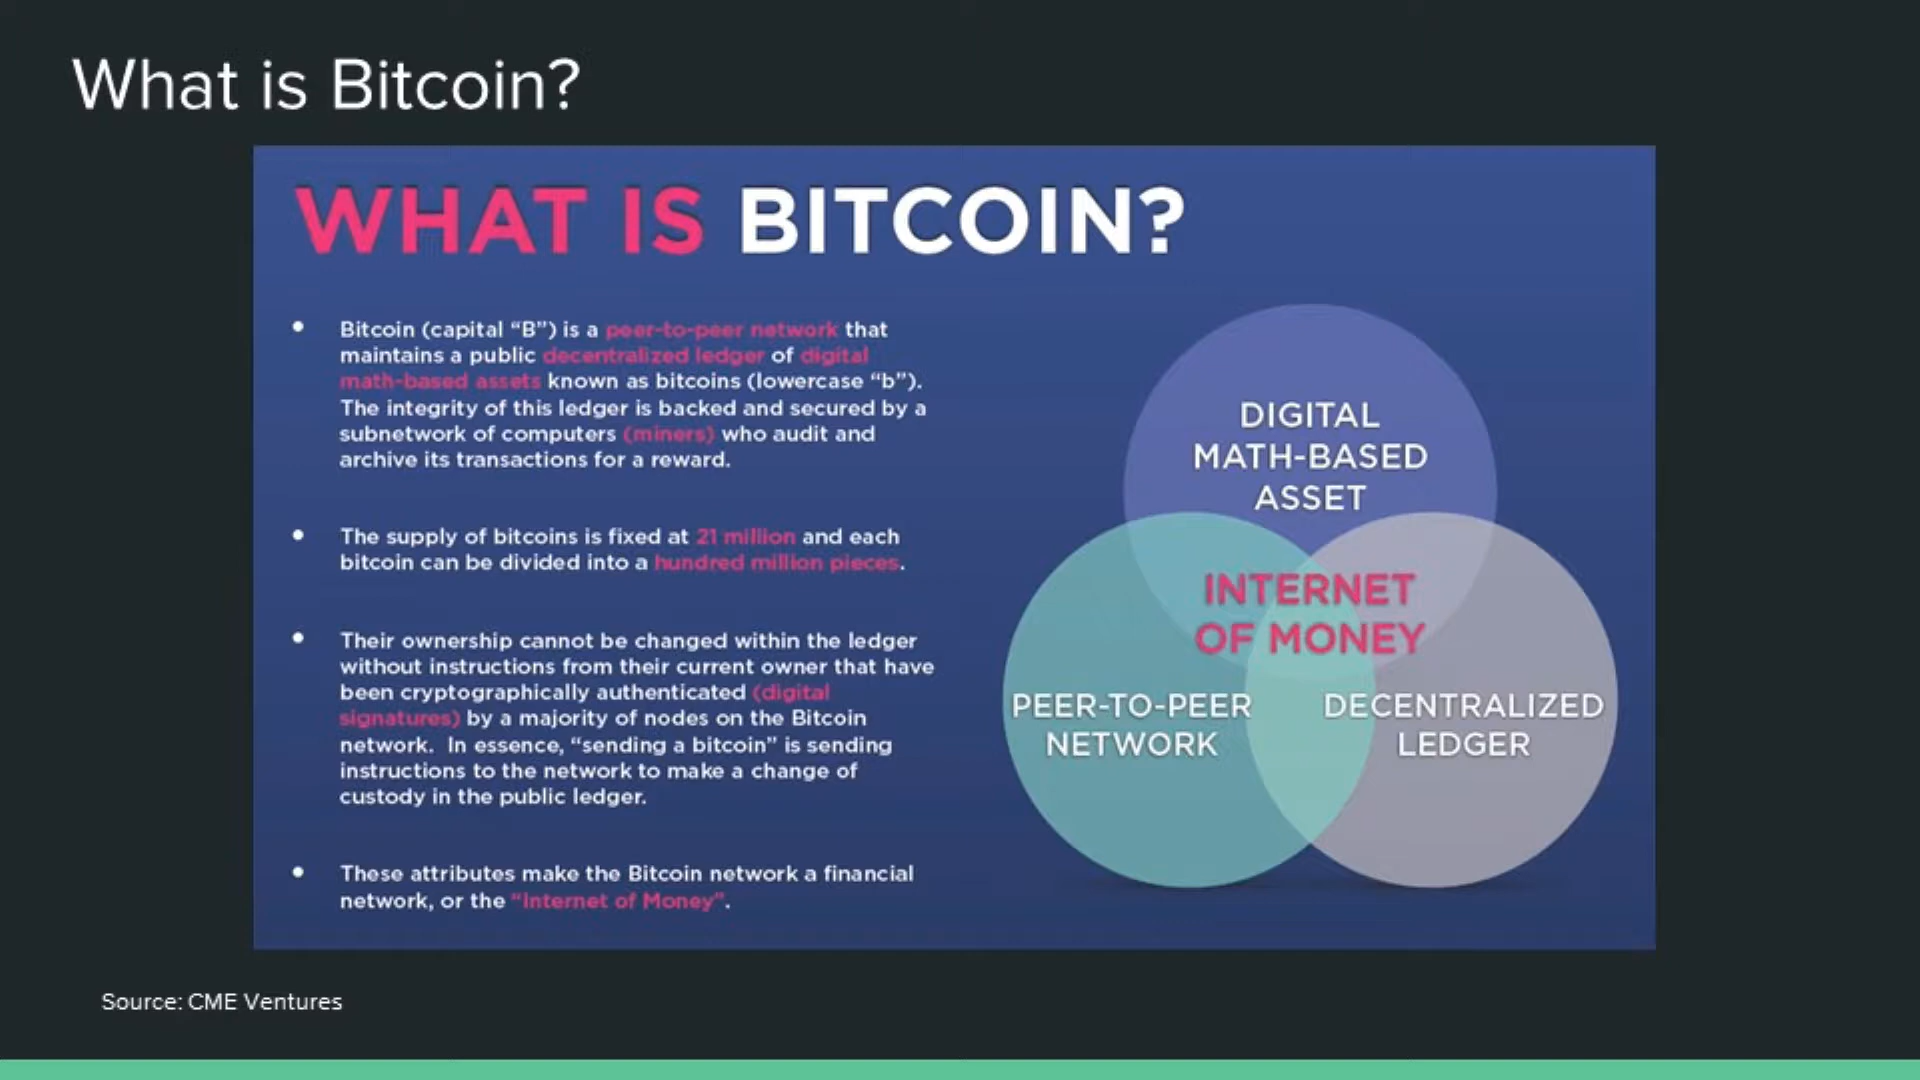 What is Bitcoin?
WHAT IS BITCOIN?
• Bitcoin (capital “B”) is a peer-to-peer network that
maintains a public decentralized ledger of digital
math-based assets known as bitcoins (lowercase “b”).
The integrity of this ledger is backed and secured by a
subnetwork of computers (miners) who audit and
archive its transactions for a reward.
• The supply of bitcoins is fixed at 21 million and each
bitcoin can be divided into a hundred million pieces.
• Their ownership cannot be changed within the ledger
without instructions from their current owner that have
been cryptographically authenticated (digital
signatures) by a majority of nodes on the Bitcoin
network. In essence, “sending a bitcoin” is sending
instructions to the network to make a change of
custody in the public ledger.
• These attributes make the Bitcoin network a financial
network, or the “Internet of Money”.
DIGITAL
MATH-BASED
ASSET
INTERNET
OF MONEY
PEER-TO-PEER
NETWORK
DECENTRALIZED
LEDGER
Source: CME Ventures